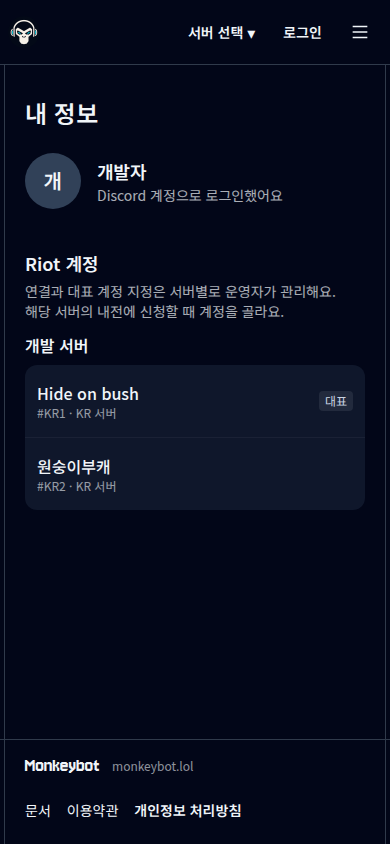 서버 선택 ▼ 로그인
내 정보
개
개발자
Discord 계정으로 로그인했어요
Riot 계정
연결과 대표 계정 지정은 서버별로 운영자가 관리해요.
해당 서버의 내전에 신청할 때 계정을 골라요.
개발 서버
Hide on bush
#KR1 · KR 서버
대표
원숭이부캐
#KR2 · KR 서버
Monkeybot monkeybot.lol
문서 이용약관 개인정보 처리방침